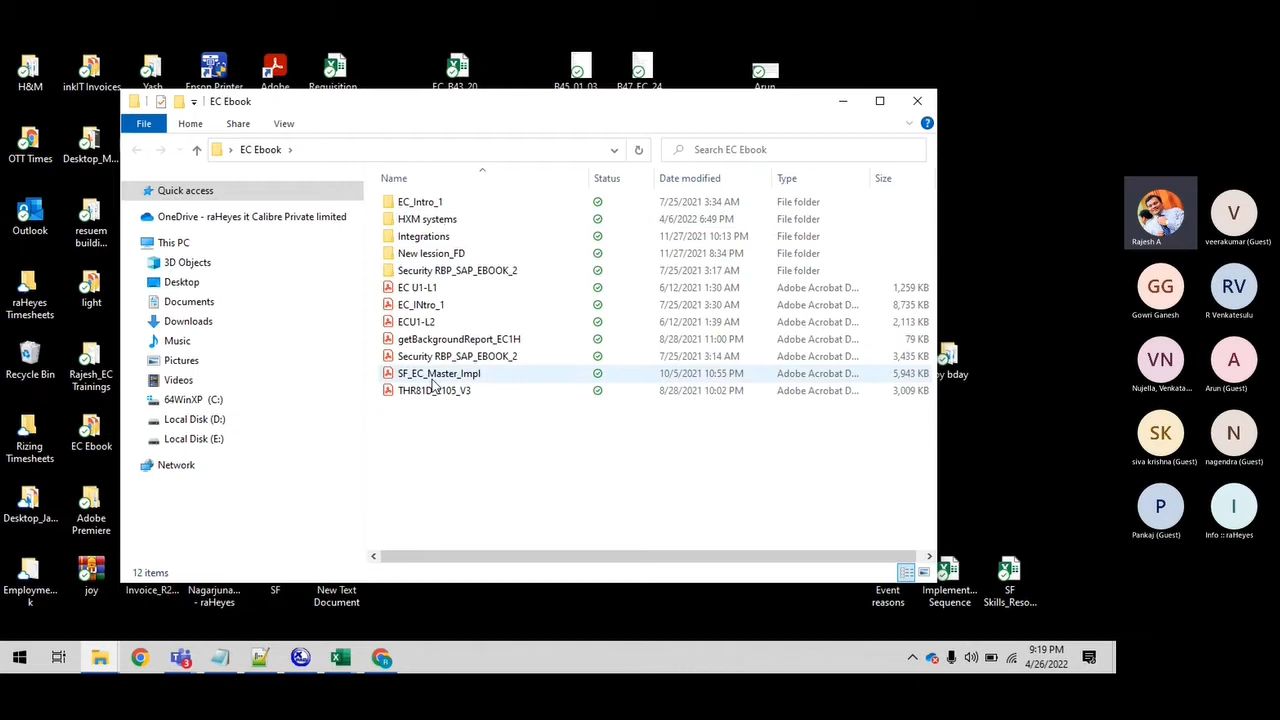 H&M
inkIT Invoices
Yash
Epson Printer
Adobe
Requisition
EC_R43_20
B45_01_03
B47_EC_24
Arun
EC Ebook
File
Home
Share
View
OTT Times
Desktop_M...
EC Ebook
Search EC Ebook
Name
Status
Date modified
Type
Size
Quick access
OneDrive - raHeyes it Calibre Private limited
This PC
3D Objects
Desktop
Documents
Downloads
Music
Pictures
Videos
64WinXP (C:)
Local Disk (D:)
Local Disk (E:)
Network
EC_Intro_1 7/25/2021 3:34 AM File folder
HXM systems 4/6/2022 6:49 PM File folder
Integrations 11/27/2021 10:13 PM File folder
New lession_FD 11/27/2021 8:34 PM File folder
Security RBP_SAP_EBOOK_2 7/25/2021 3:17 AM File folder
EC U1-L1 6/12/2021 1:30 AM Adobe Acrobat D... 1,259 KB
EC_INtro_1 7/25/2021 3:30 AM Adobe Acrobat D... 8,735 KB
ECU1-L2 6/12/2021 1:39 AM Adobe Acrobat D... 2,113 KB
getBackgroundReport_EC1H 8/28/2021 11:00 PM Adobe Acrobat D... 79 KB
Security RBP_SAP_EBOOK_2 7/25/2021 3:14 AM Adobe Acrobat D... 3,435 KB
SF_EC_Master_Impl 10/5/2021 10:55 PM Adobe Acrobat D... 5,943 KB
THR81D_2105_V3 8/28/2021 10:02 PM Adobe Acrobat D... 3,009 KB
12 items
Outlook
resuem
buildi...
raHeyes
Timesheets
light
Recycle Bin
Rajesh_EC
Trainings
by bday
Rizing
Timesheets
EC Ebook
Desktop_Ja...
Adobe
Premiere
Employme...
k
joy
Invoice_R2...
Nagarjuna...
- raHeyes
SF
New Text
Document
Event
reasons
Implement...
Sequence
SF
Skills_Reso...
3
R
9:19 PM
4/26/2022
Rajesh A
V
veerakumar (Guest)
GG
Gowri Ganesh
RV
R Venkatesulu
VN
Nujella, Venkata...
A
Arun (Guest)
SK
siva krishna (Guest)
N
nagendra (Guest)
P
Pankaj (Guest)
I
Info :: raHeyes